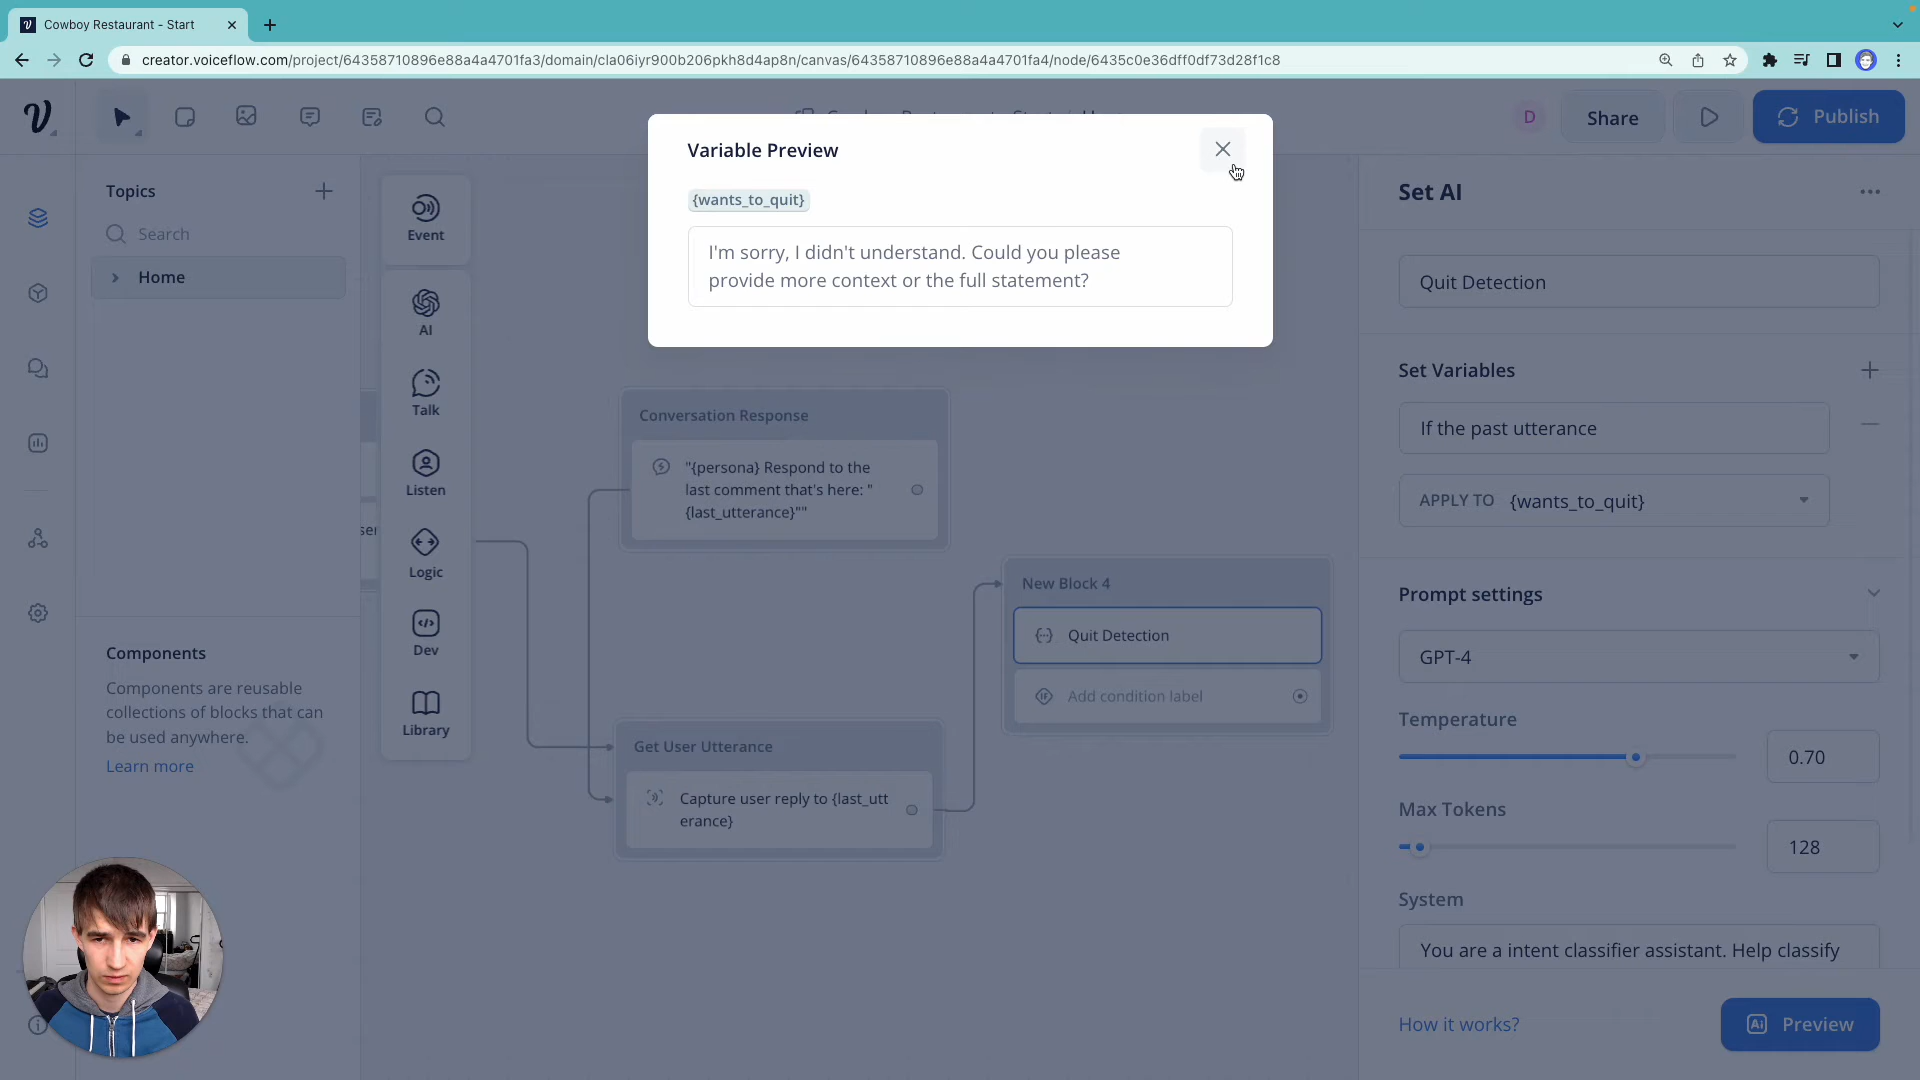 Cowboy Restaurant - Start
creator.voiceflow.com/project/64358710896e88a4a4701fa3/domain/cla06iyr900b206pkh8d4ap8n/canvas/64358710896e88a4a4701fa4/node/6435c0e36dff0df73d28f1c8
D
Share
Publish
Variable Preview
{wants_to_quit}
I'm sorry, I didn't understand. Could you please
provide more context or the full statement?
Topics
Search
Home
Components
Components are reusable
collections of blocks that can
be used anywhere.
Learn more
Event
AI
Talk
Listen
Logic
Dev
Library
Conversation Response
"{persona} Respond to the
last comment that's here: "
{last_utterance}""
Get User Utterance
Capture user reply to {last_utt
erance}
New Block 4
Quit Detection
Add condition label
Set AI
Quit Detection
Set Variables
If the past utterance
APPLY TO {wants_to_quit}
Prompt settings
GPT-4
Temperature
0.70
Max Tokens
128
System
You are a intent classifier assistant. Help classify
How it works?
Ai Preview